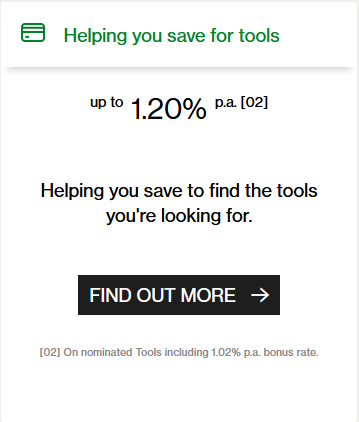 Helping you save for tools
up to 1.20% p.a. [02]
Helping you save to find the tools
you're looking for.
FIND OUT MORE →
[02] On nominated Tools including 1.02% p.a. bonus rate.